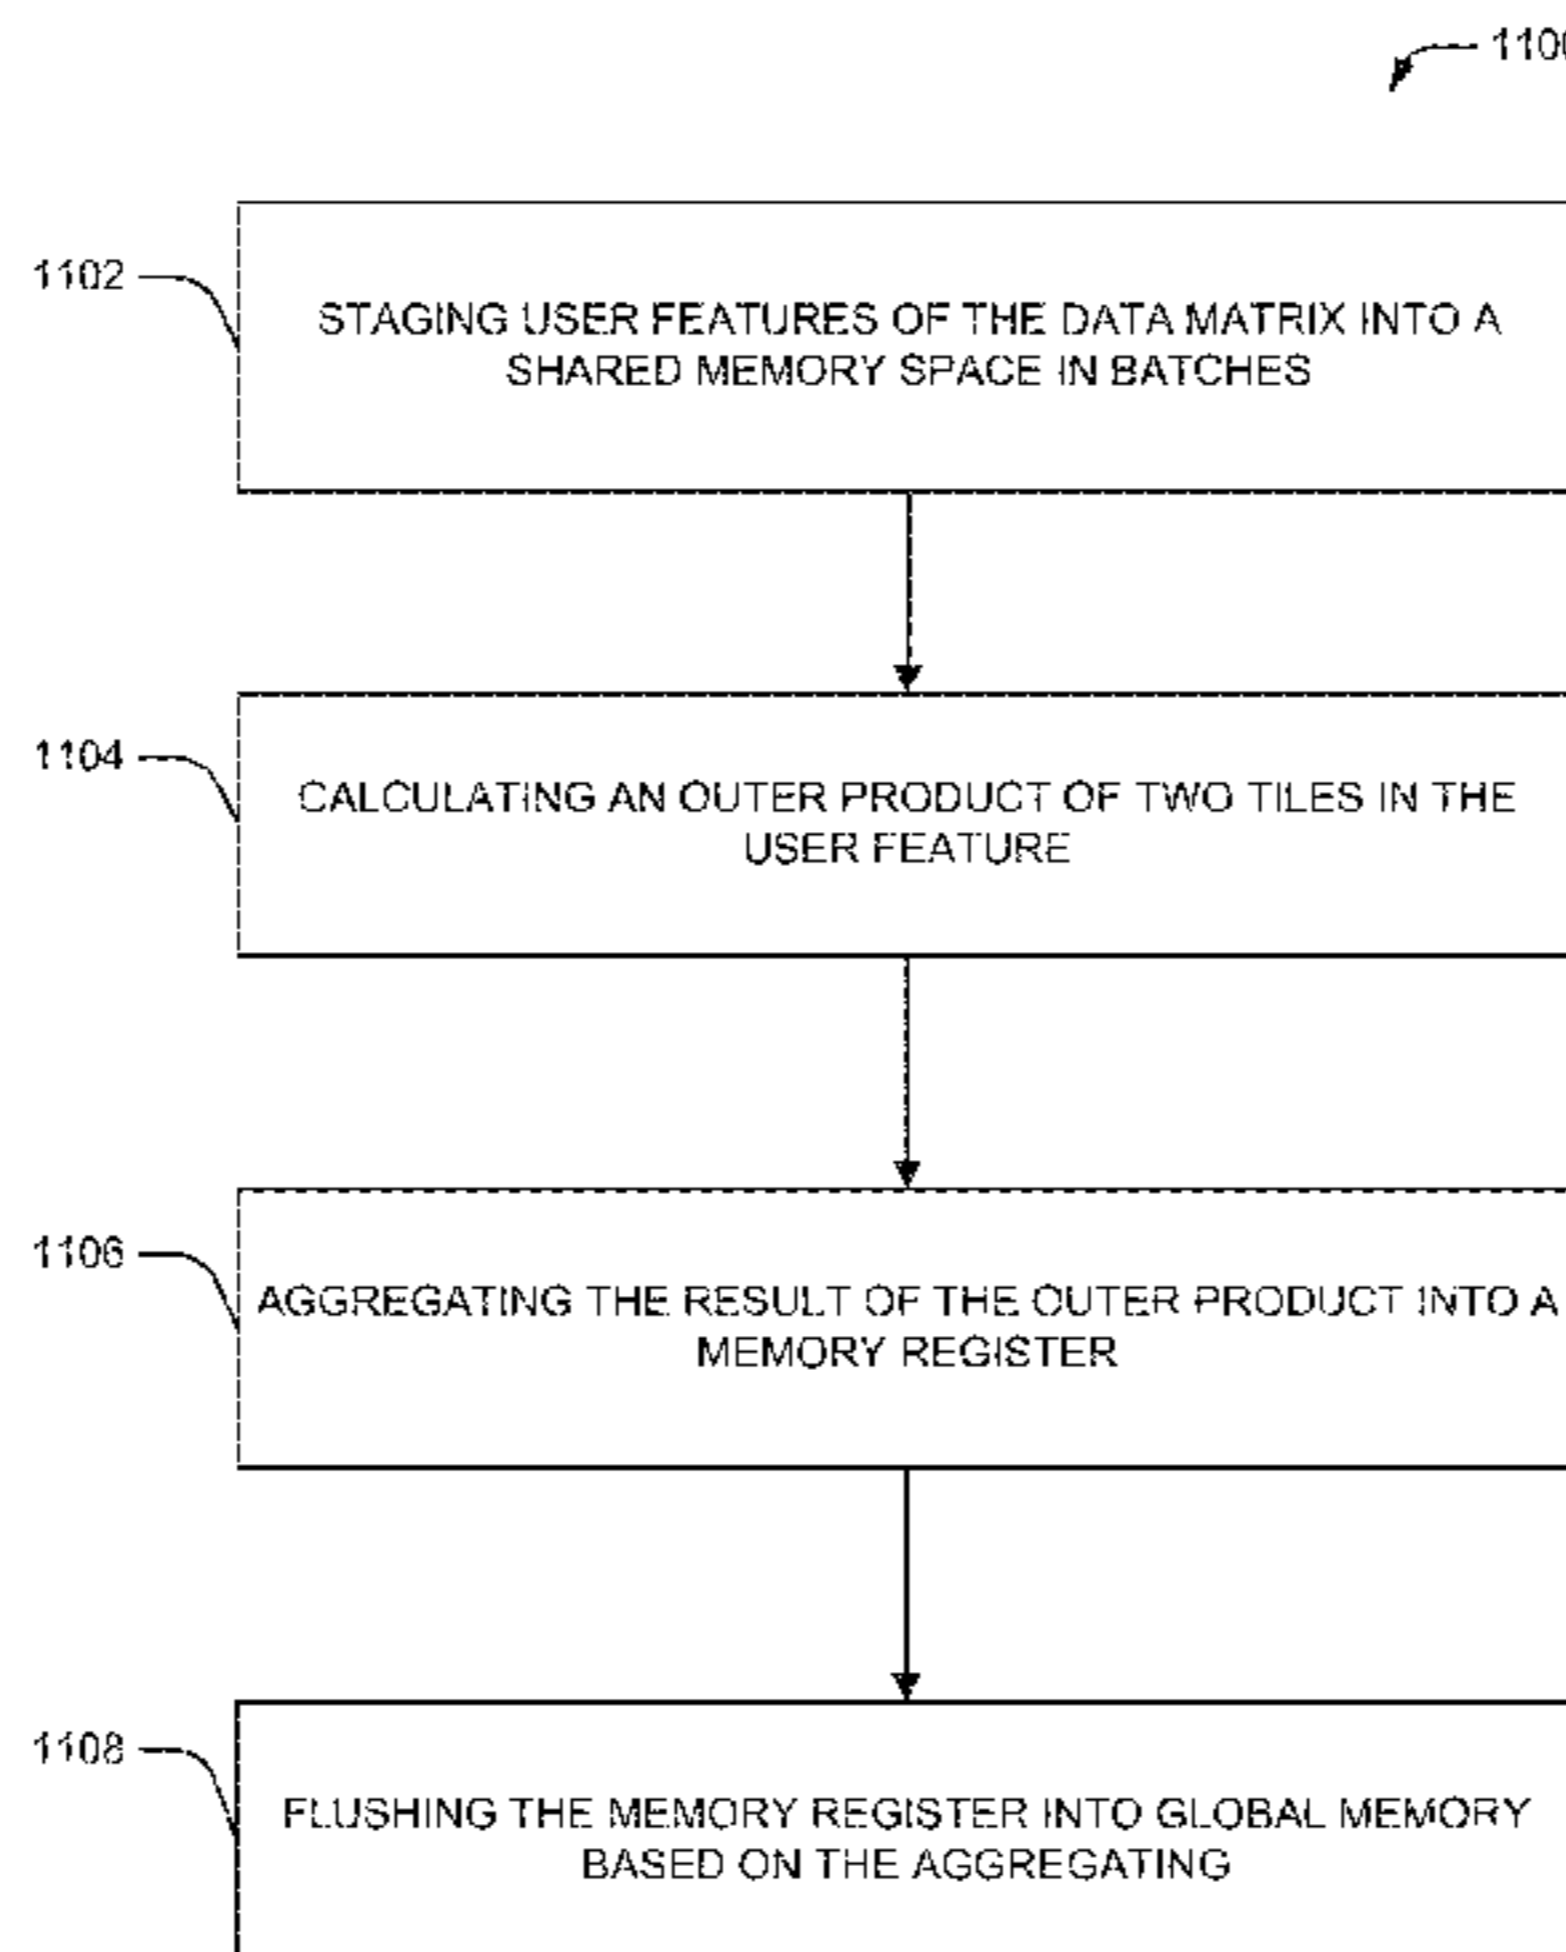 1100
1102
STAGING USER FEATURES OF THE DATA MATRIX INTO A
SHARED MEMORY SPACE IN BATCHES
1104
CALCULATING AN OUTER PRODUCT OF TWO TILES IN THE
USER FEATURE
1106
AGGREGATING THE RESULT OF THE OUTER PRODUCT INTO A
MEMORY REGISTER
1108
FLUSHING THE MEMORY REGISTER INTO GLOBAL MEMORY
BASED ON THE AGGREGATING